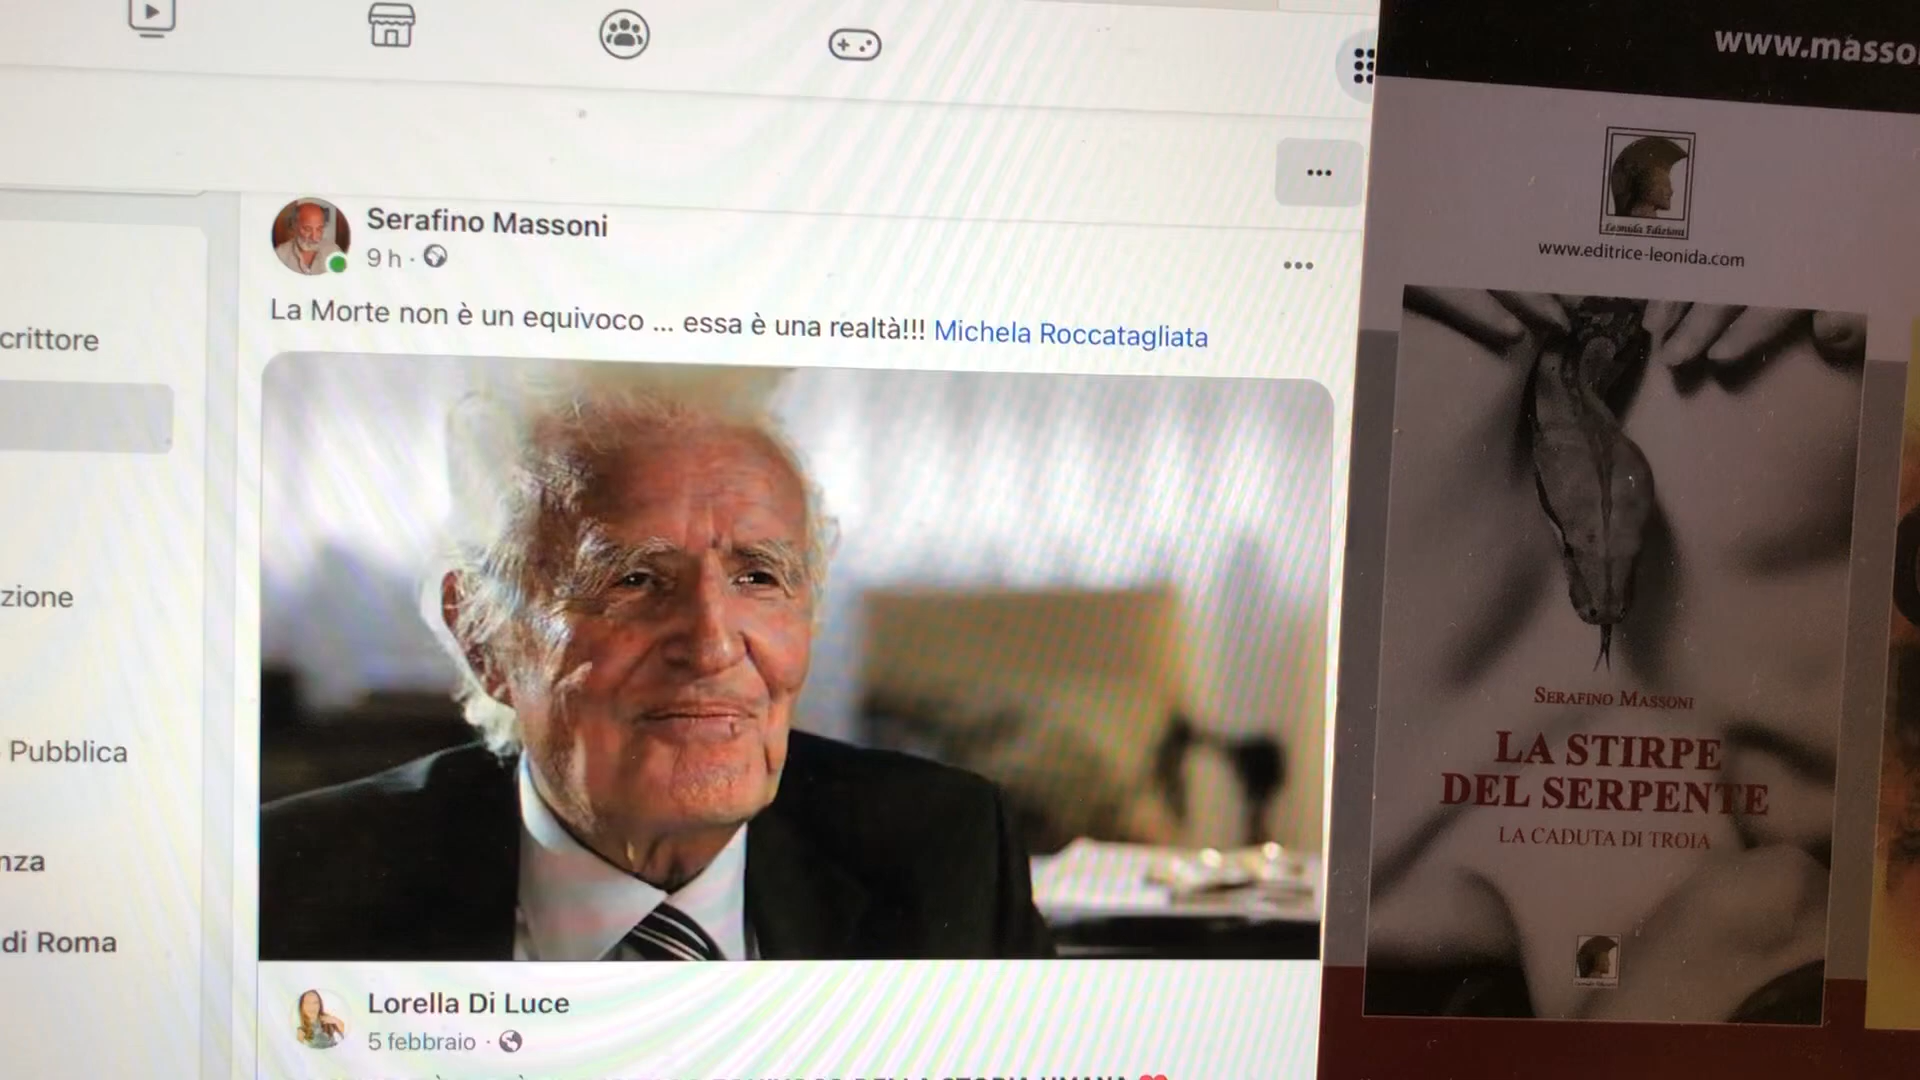 Serafino Massoni
9 h ·
La Morte non è un equivoco ... essa è una realtà!!! Michela Roccatagliata
Lorella Di Luce
5 febbraio ·
crittore
zione
Pubblica
nza
di Roma
www.masso
Leonida Edizioni
www.editrice-leonida.com
SERAFINO MASSONI
LA STIRPE
DEL SERPENTE
LA CADUTA DI TROIA